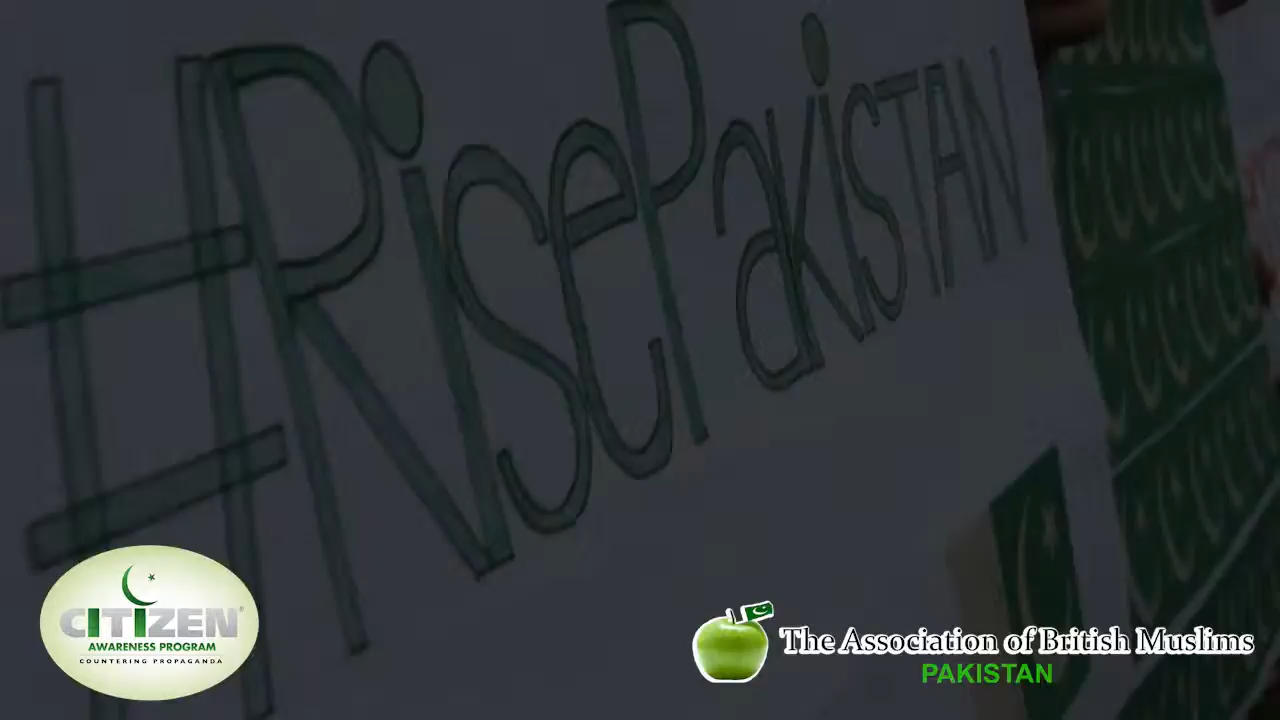 #RisePakisTAN
CITIZEN®
AWARENESS PROGRAM
COUNTERING PROPAGANDA
The Association of British Muslims
PAKISTAN